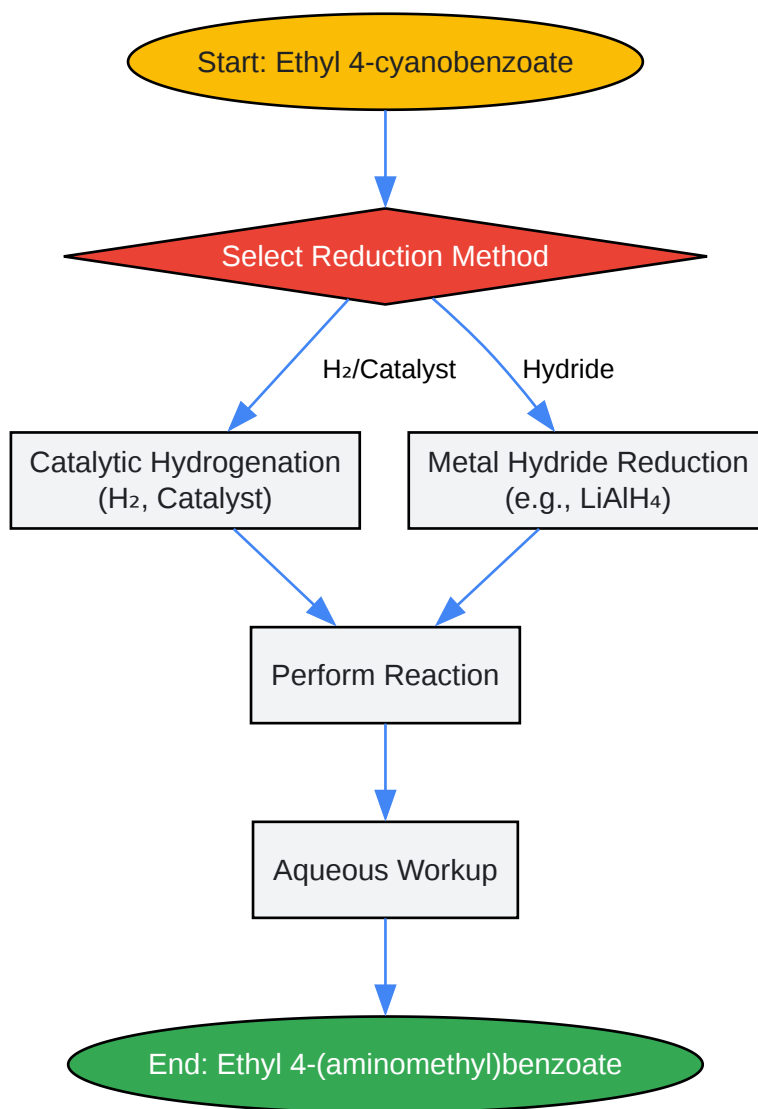 Start: Ethyl 4-cyanobenzoate
Select Reduction Method
H₂/Catalyst
Hydride
Catalytic Hydrogenation
(H₂, Catalyst)
Metal Hydride Reduction
(e.g., LiAlH₄)
Perform Reaction
Aqueous Workup
End: Ethyl 4-(aminomethyl)benzoate